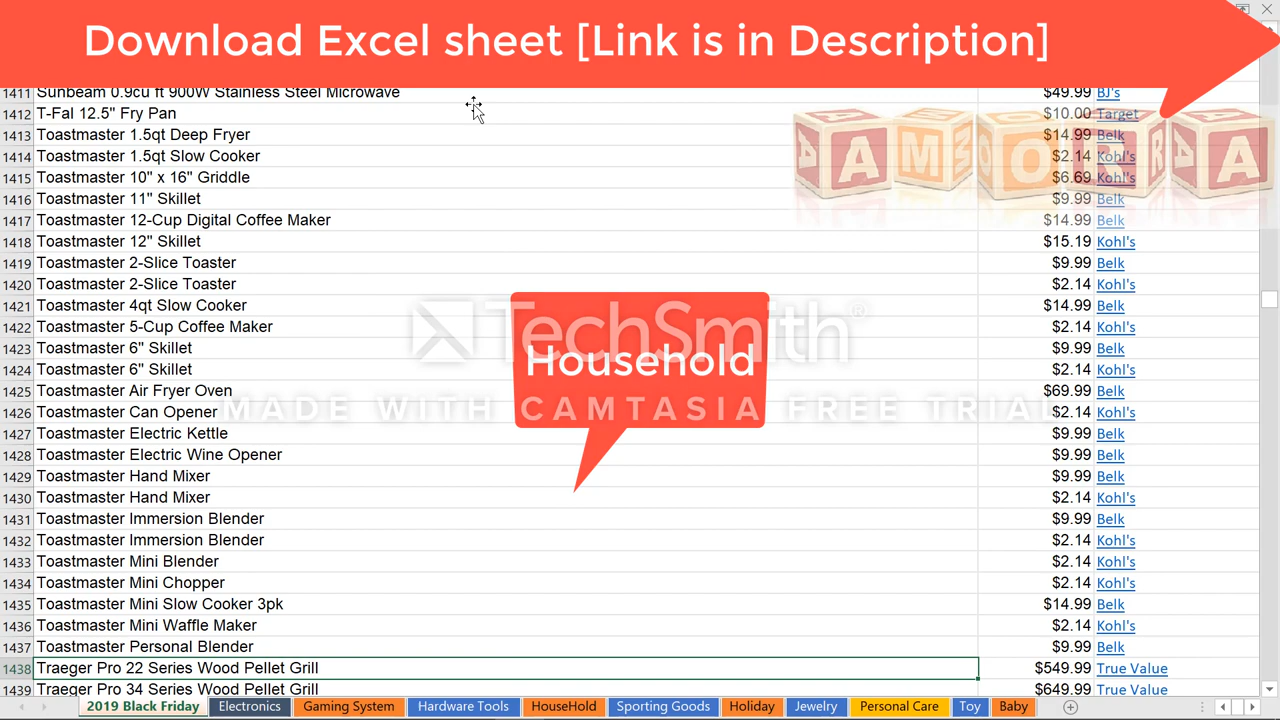 Download Excel sheet [Link is in Description]
1411 Sunbeam 0.9cu ft 900W Stainless Steel Microwave $49.99 BJ's
1412 T-Fal 12.5" Fry Pan $10.00 Target
1413 Toastmaster 1.5qt Deep Fryer $14.99 Belk
1414 Toastmaster 1.5qt Slow Cooker $2.14 Kohl's
1415 Toastmaster 10" x 16" Griddle $6.69 Kohl's
1416 Toastmaster 11" Skillet $9.99 Belk
1417 Toastmaster 12-Cup Digital Coffee Maker $14.99 Belk
1418 Toastmaster 12" Skillet $15.19 Kohl's
1419 Toastmaster 2-Slice Toaster $9.99 Belk
1420 Toastmaster 2-Slice Toaster $2.14 Kohl's
1421 Toastmaster 4qt Slow Cooker $14.99 Belk
1422 Toastmaster 5-Cup Coffee Maker $2.14 Kohl's
1423 Toastmaster 6" Skillet $9.99 Belk
1424 Toastmaster 6" Skillet $2.14 Kohl's
1425 Toastmaster Air Fryer Oven $69.99 Belk
1426 Toastmaster Can Opener $2.14 Kohl's
1427 Toastmaster Electric Kettle $9.99 Belk
1428 Toastmaster Electric Wine Opener $9.99 Belk
1429 Toastmaster Hand Mixer $9.99 Belk
1430 Toastmaster Hand Mixer $2.14 Kohl's
1431 Toastmaster Immersion Blender $9.99 Belk
1432 Toastmaster Immersion Blender $2.14 Kohl's
1433 Toastmaster Mini Blender $2.14 Kohl's
1434 Toastmaster Mini Chopper $2.14 Kohl's
1435 Toastmaster Mini Slow Cooker 3pk $14.99 Belk
1436 Toastmaster Mini Waffle Maker $2.14 Kohl's
1437 Toastmaster Personal Blender $9.99 Belk
1438 Traeger Pro 22 Series Wood Pellet Grill $549.99 True Value
1439 Traeger Pro 34 Series Wood Pellet Grill $649.99 True Value
A M O R A
TechSmith®
Household
MADE WITH CAMTASIA FREE TRIAL
2019 Black Friday Electronics Gaming System Hardware Tools HouseHold Sporting Goods Holiday Jewelry Personal Care Toy Baby